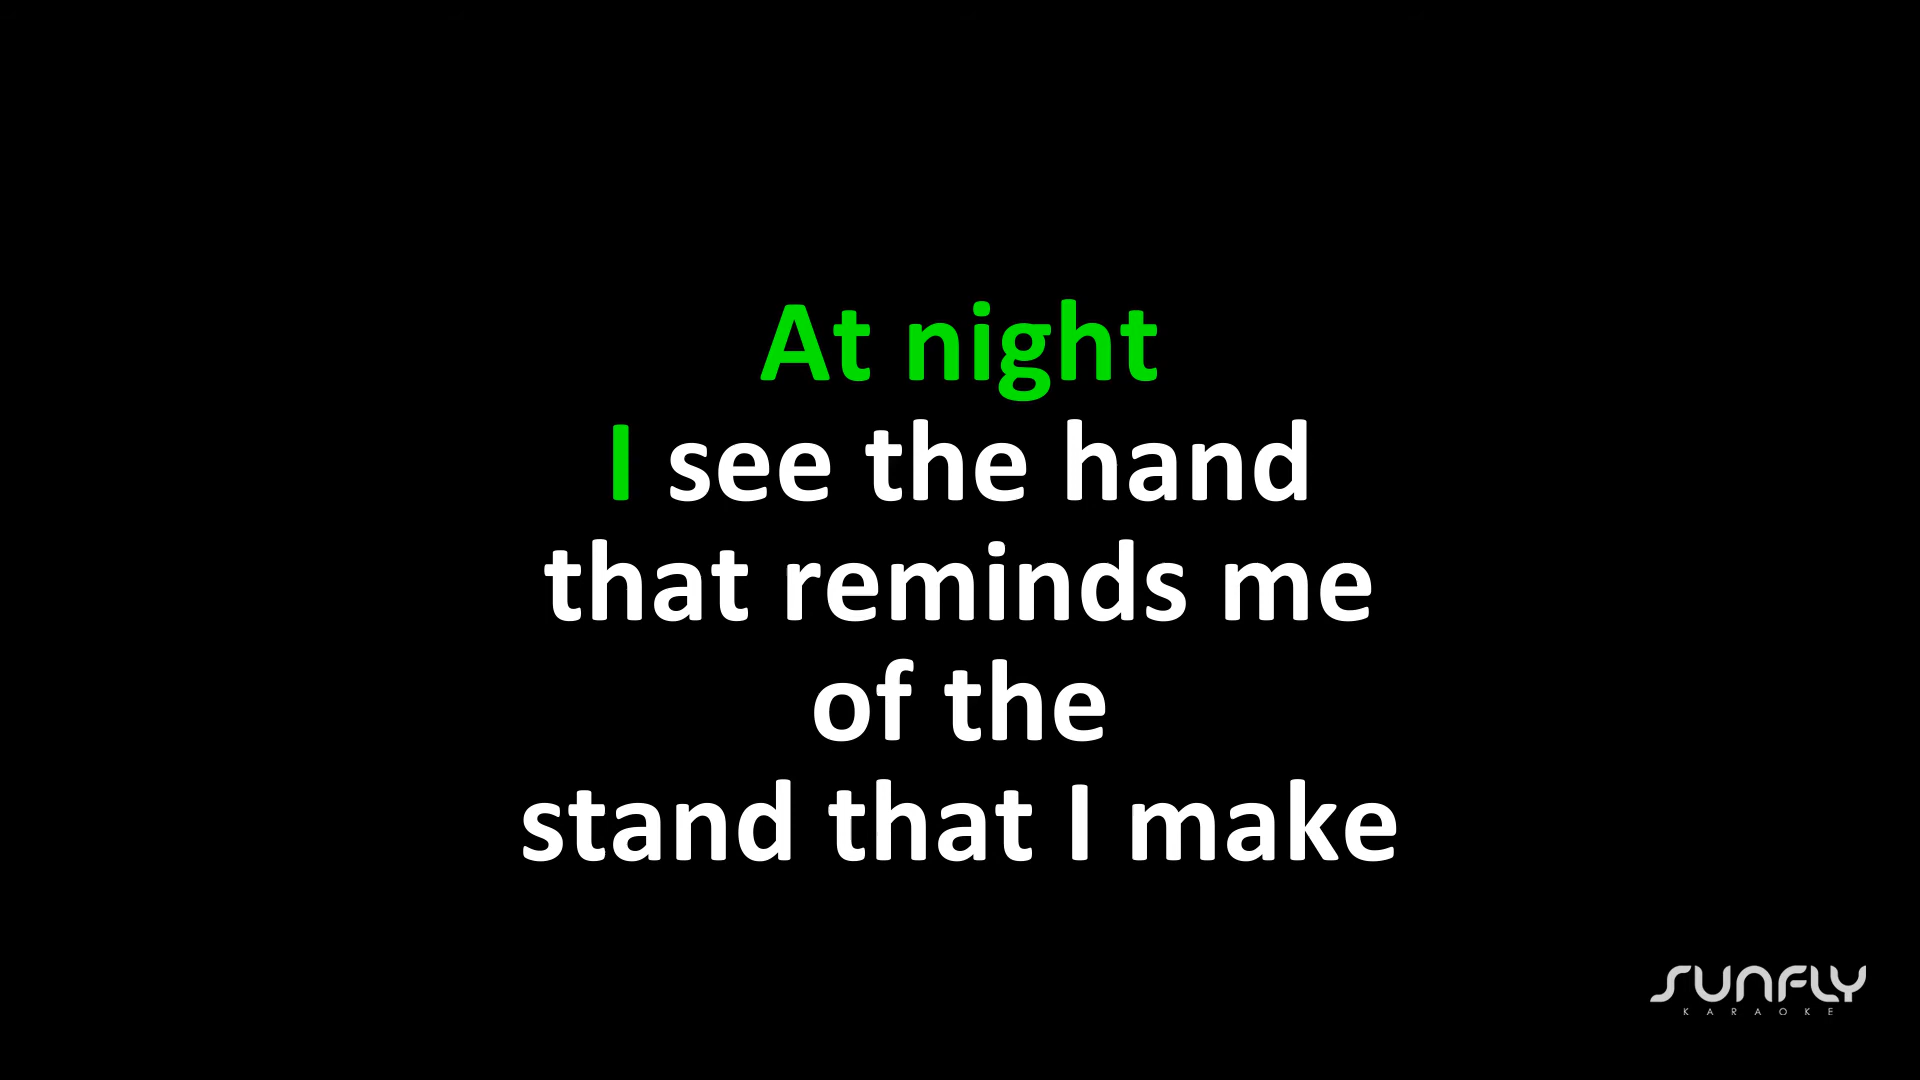 At night
I see the hand
that reminds me
of the
stand that I make
SUNFLY
KARAOKE